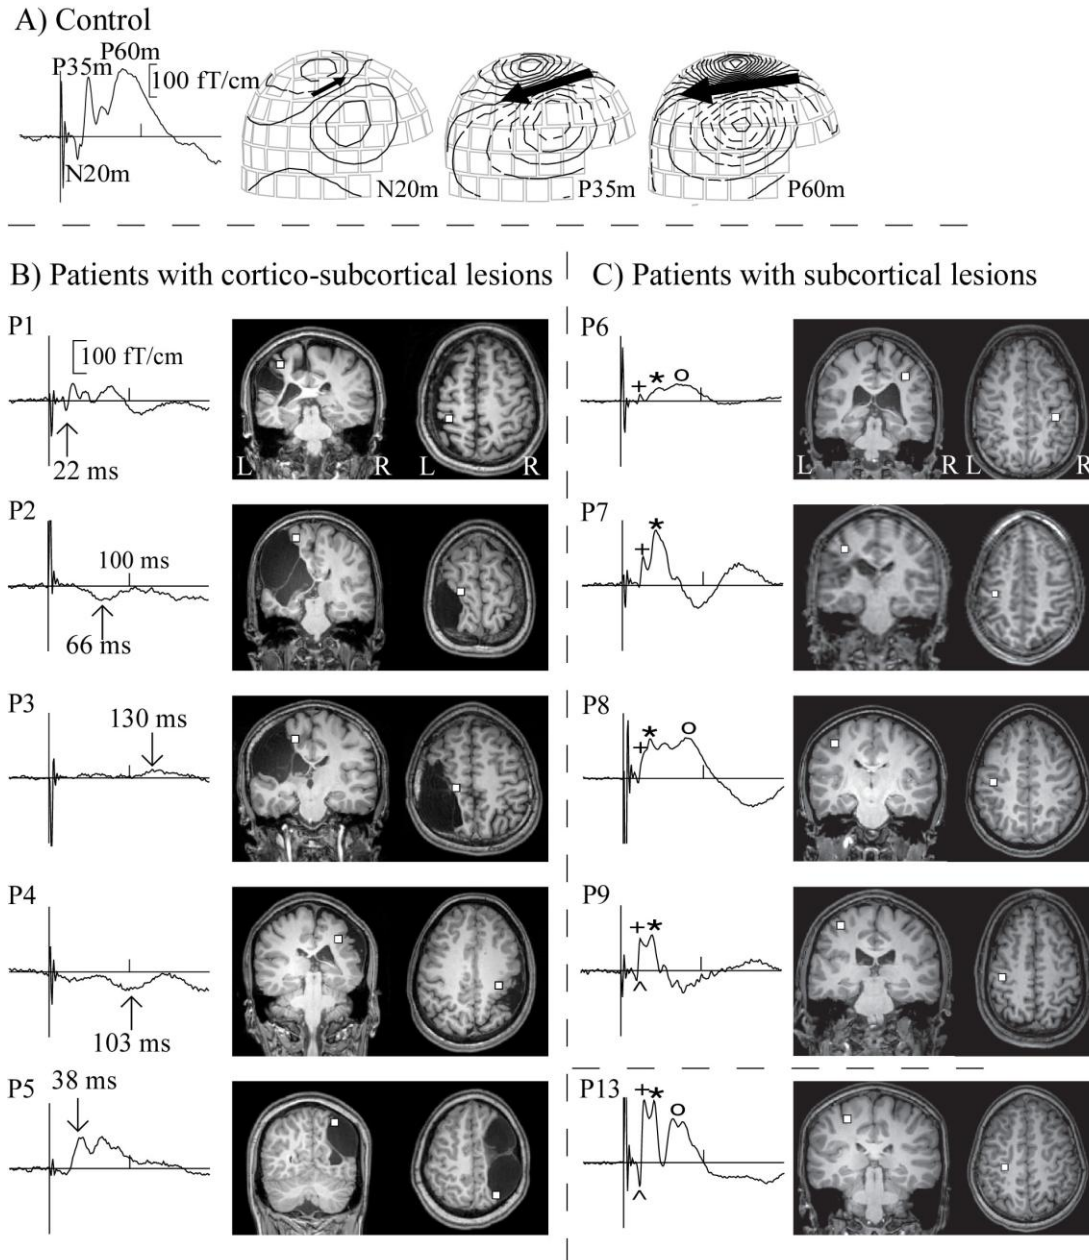 A) Control
P60m
P35m
100 fT/cm
N20m
N20m
P35m
P60m
B) Patients with cortico-subcortical lesions
P1
100 fT/cm
22 ms
L R L R
P2
100 ms
66 ms
P3
130 ms
P4
103 ms
P5
38 ms
C) Patients with subcortical lesions
P6
+ * o
L R L R
P7
+ *
P8
+ * o
P9
+ *
^
P13
+ * o
^